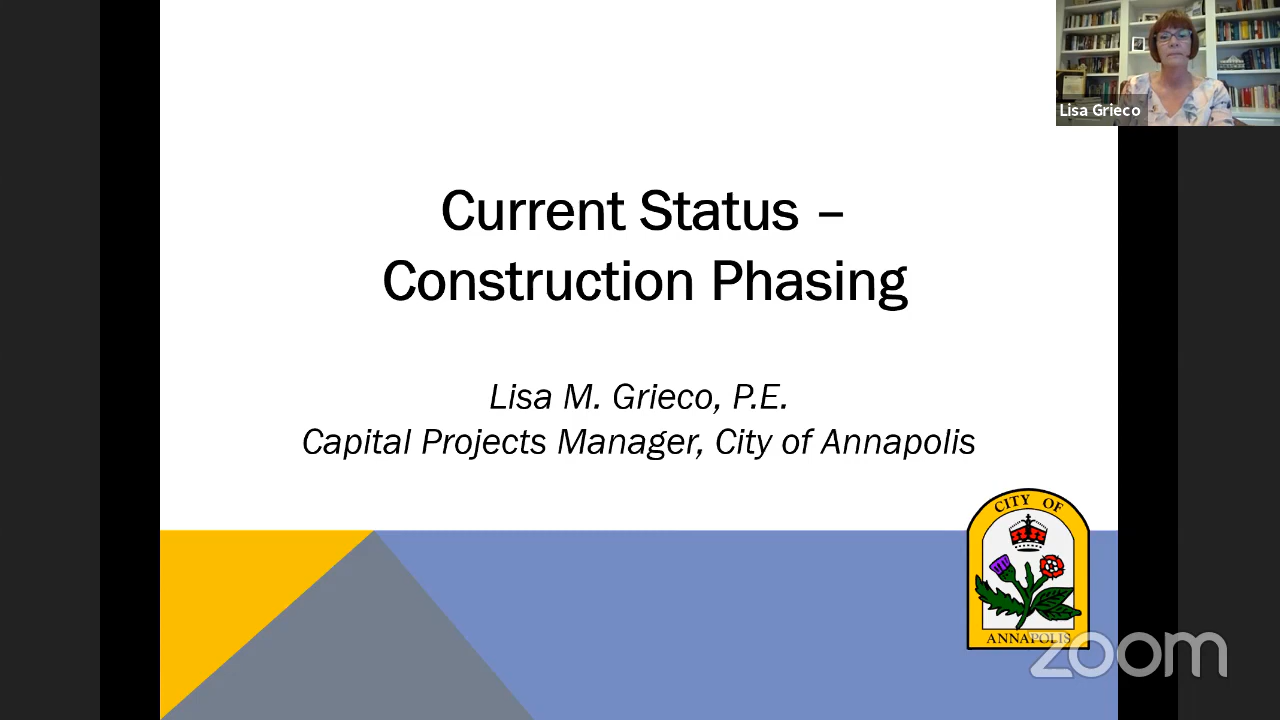 Lisa Grieco
Current Status –
Construction Phasing
Lisa M. Grieco, P.E.
Capital Projects Manager, City of Annapolis
CITY OF
ANNAPOLIS
zoom